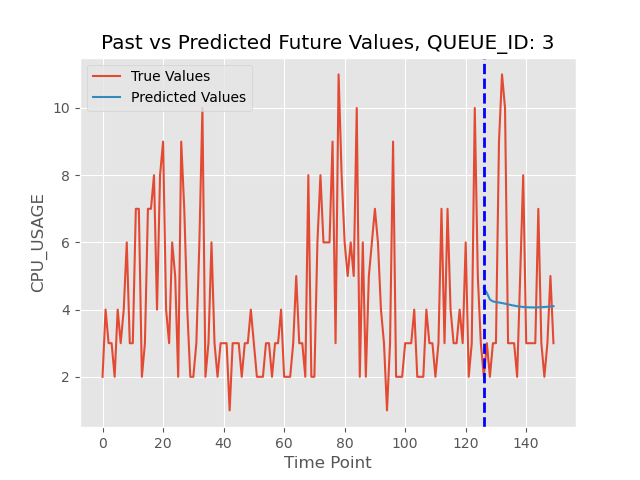 Past vs Predicted Future Values, QUEUE_ID: 3
True Values
Predicted Values
10
8
6
4
2
CPU_USAGE
0 20 40 60 80 100 120 140
Time Point